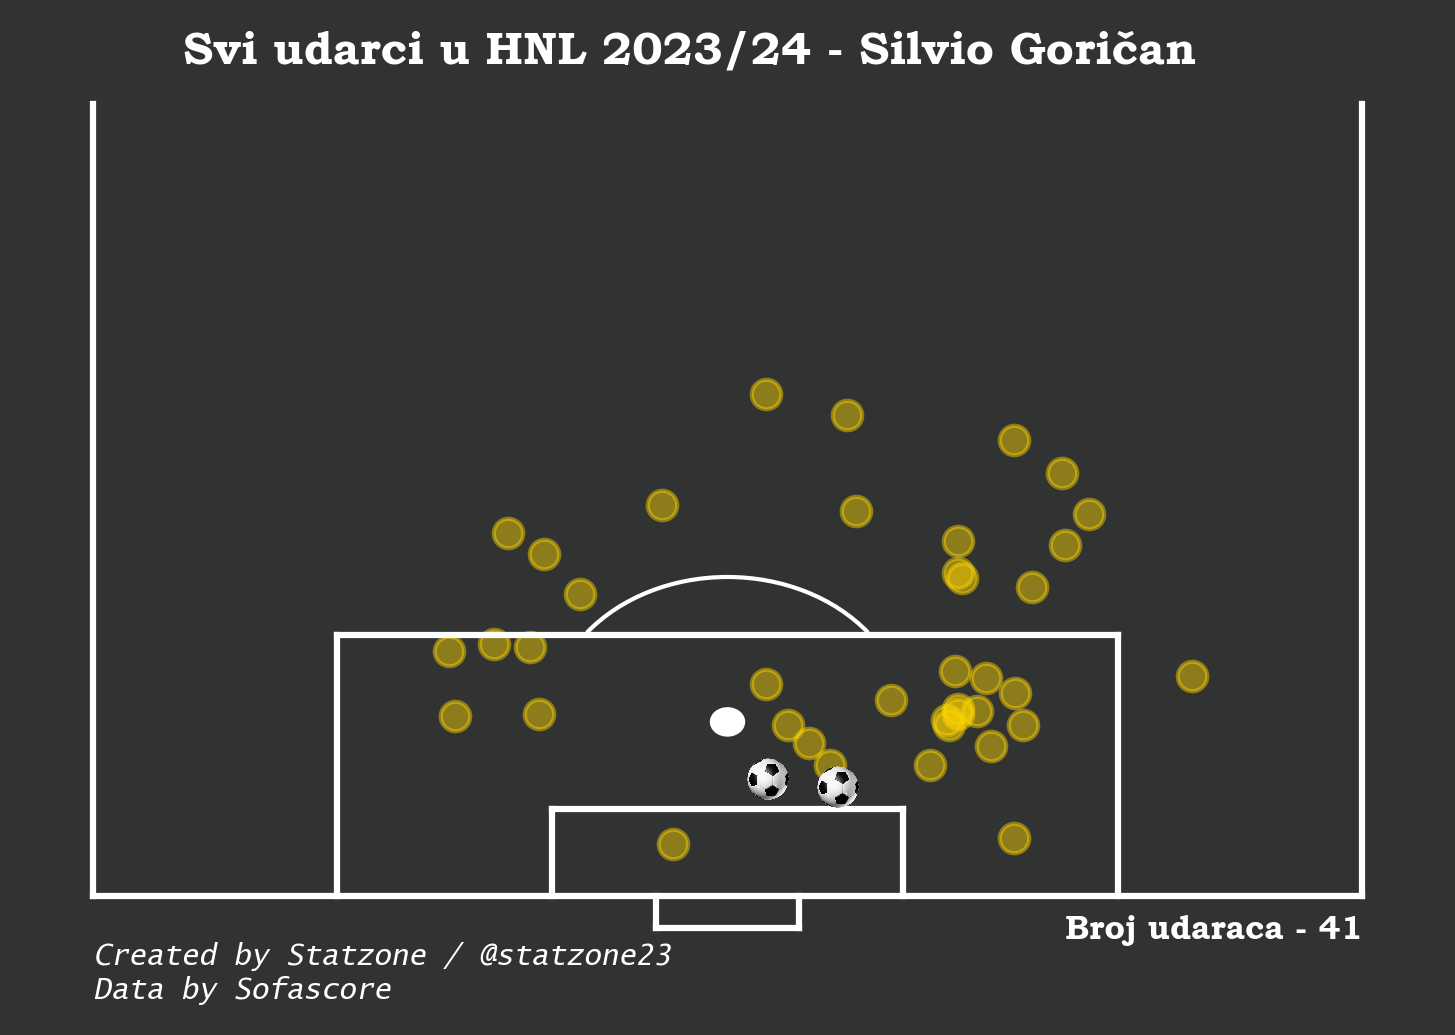 Svi udarci u HNL 2023/24 - Silvio Goričan
Broj udaraca - 41
Created by Statzone / @statzone23
Data by Sofascore